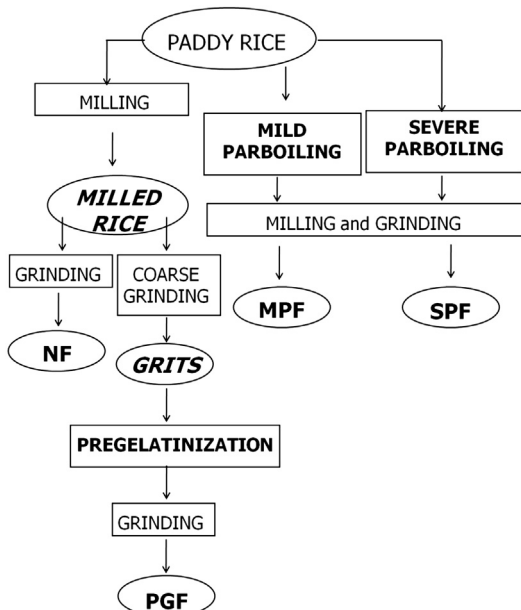 PADDY RICE
MILLING
MILD
PARBOILING
SEVERE
PARBOILING
MILLED
RICE
MILLING and GRINDING
GRINDING
COARSE
GRINDING
MPF
SPF
NF
GRITS
PREGELATINIZATION
GRINDING
PGF